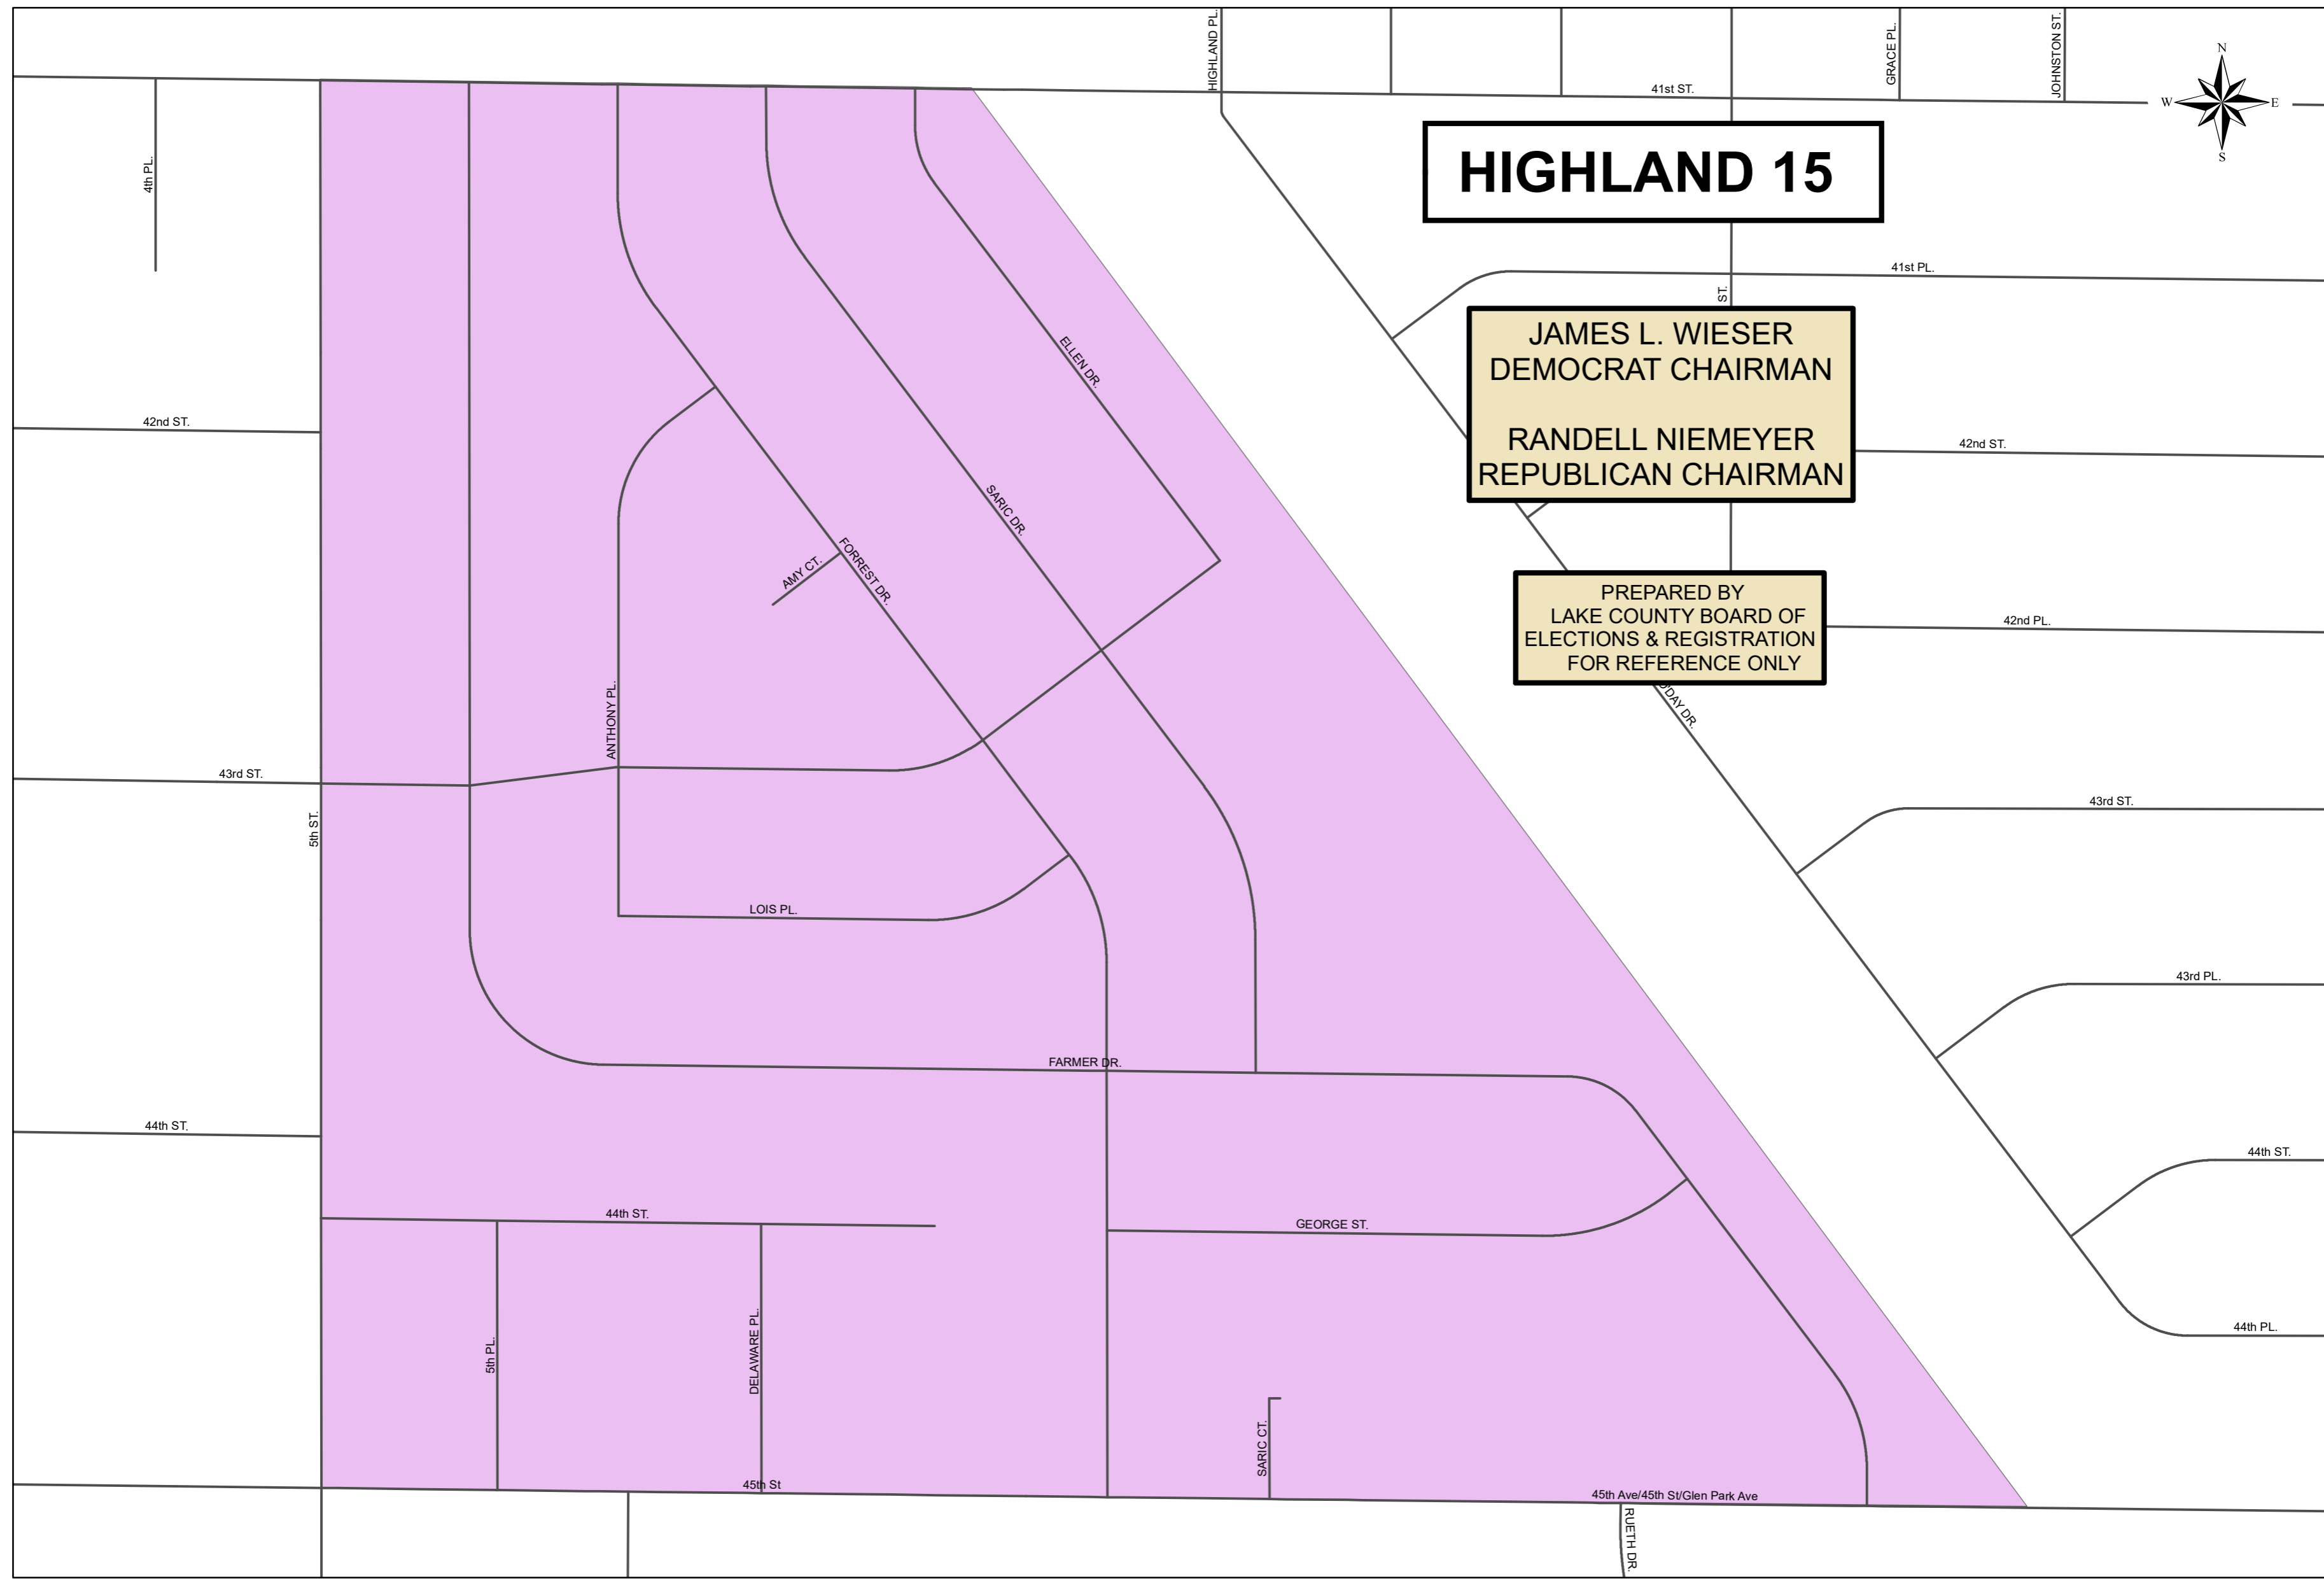 HIGHLAND PL.
GRACE PL.
JOHNSTON ST.
N
W
E
S
41st ST.
4th PL.
HIGHLAND 15
41st PL.
ST.
JAMES L. WIESER
DEMOCRAT CHAIRMAN
RANDELL NIEMEYER
REPUBLICAN CHAIRMAN
ELLEN DR.
42nd ST.
42nd ST.
SARIC DR.
FORREST DR.
AMY CT.
PREPARED BY
LAKE COUNTY BOARD OF
ELECTIONS & REGISTRATION
FOR REFERENCE ONLY
42nd PL.
DAY DR.
ANTHONY PL.
43rd ST.
43rd ST.
5th ST.
LOIS PL.
43rd PL.
FARMER DR.
44th ST.
44th ST.
44th ST.
GEORGE ST.
44th PL.
5th PL.
DELAWARE PL.
SARIC CT.
45th St
45th Ave/45th St/Glen Park Ave
RUETH DR.